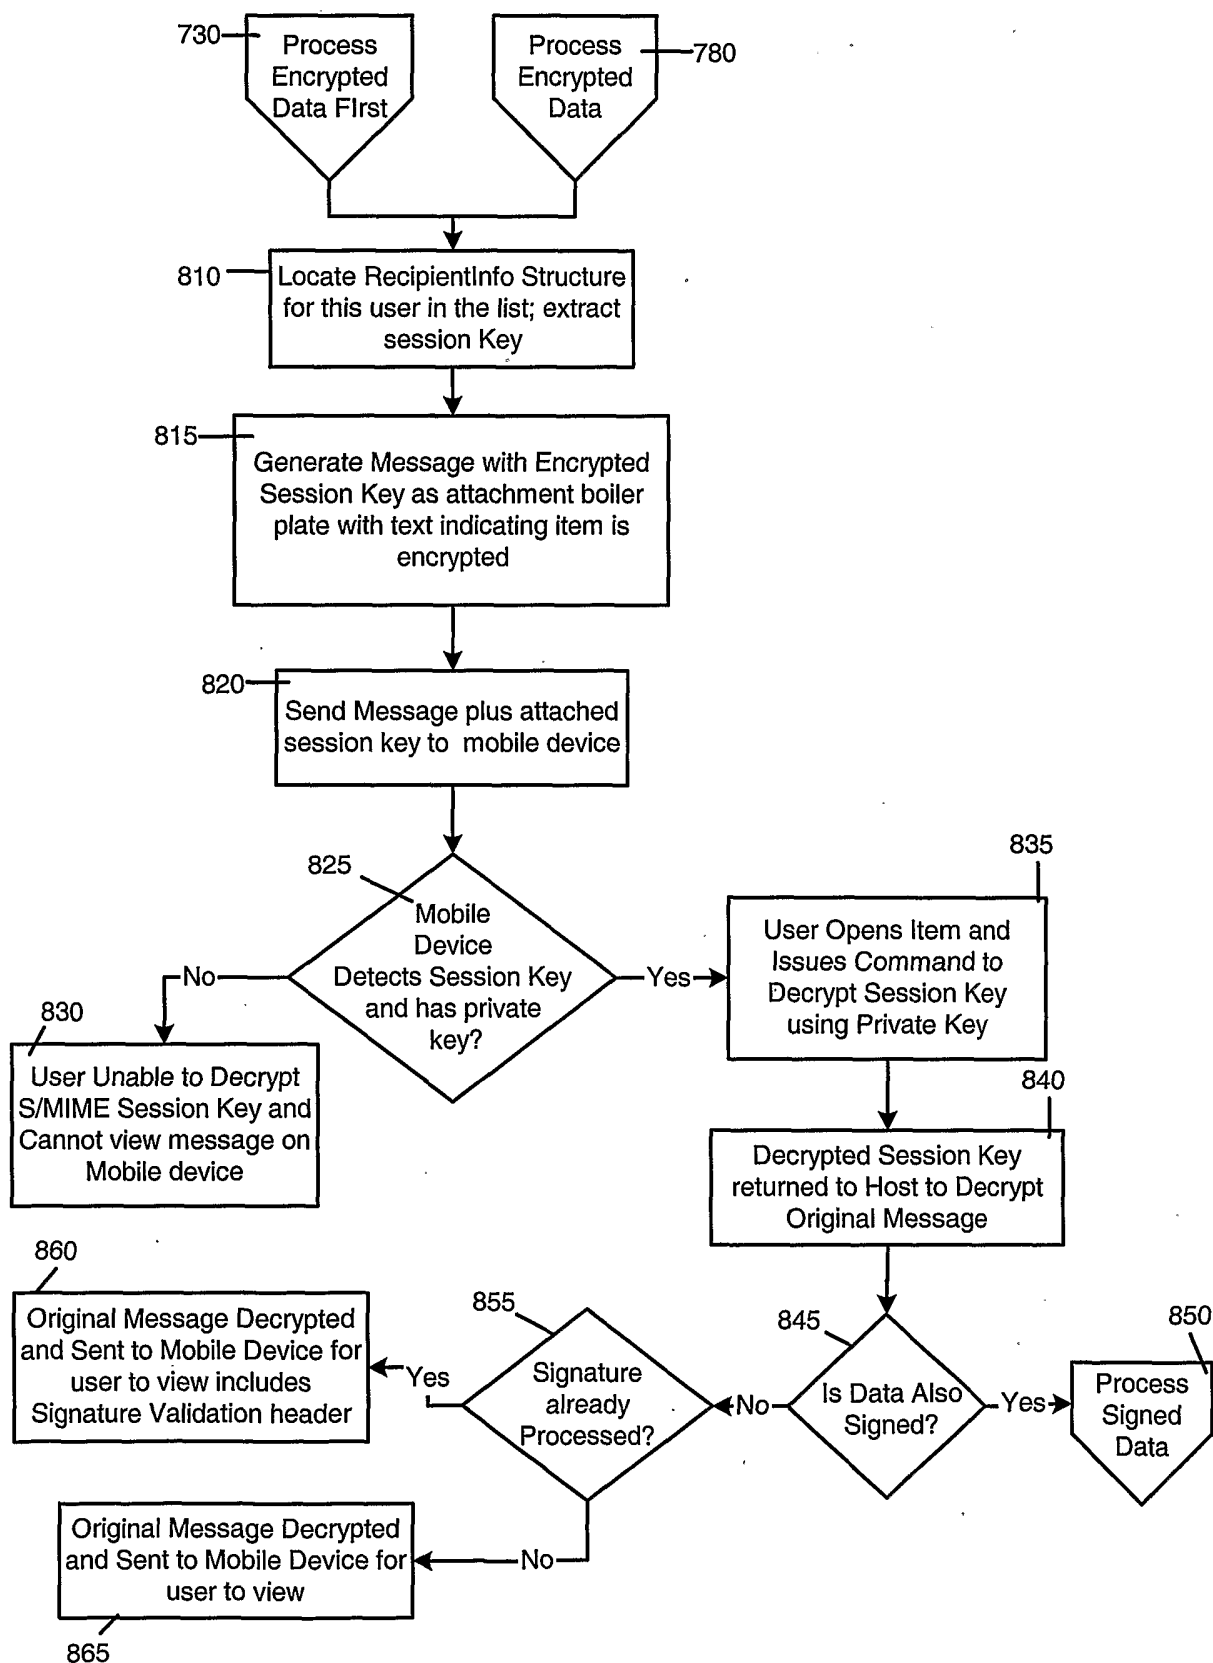 730
Process
Encrypted
Data FIrst
Process
Encrypted
Data
780
810
Locate RecipientInfo Structure
for this user in the list; extract
session Key
815
Generate Message with Encrypted
Session Key as attachment boiler
plate with text indicating item is
encrypted
820
Send Message plus attached
session key to mobile device
825
Mobile
Device
Detects Session Key
and has private
key?
No
Yes
835
User Opens Item and
Issues Command to
Decrypt Session Key
using Private Key
830
User Unable to Decrypt
S/MIME Session Key and
Cannot view message on
Mobile device
840
Decrypted Session Key
returned to Host to Decrypt
Original Message
860
Original Message Decrypted
and Sent to Mobile Device for
user to view includes
Signature Validation header
855
Signature
already
Processed?
Yes
No
845
Is Data Also
Signed?
No
Yes
850
Process
Signed
Data
Original Message Decrypted
and Sent to Mobile Device for
user to view
865